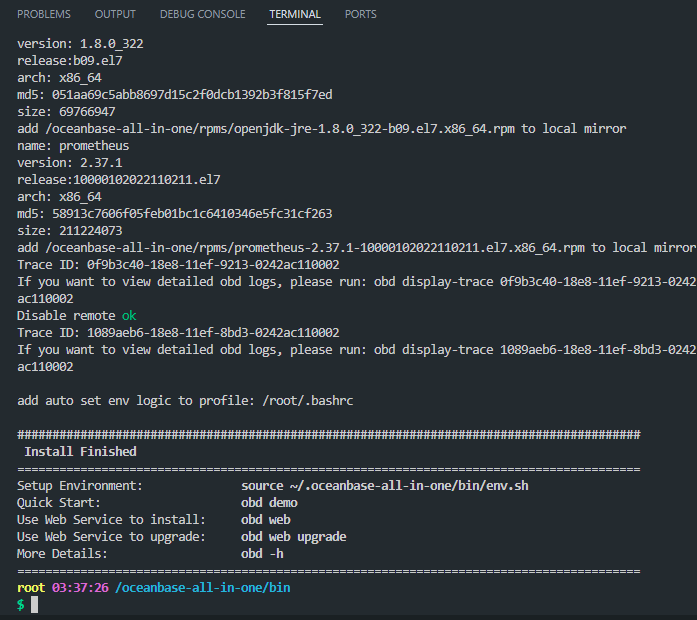 PROBLEMS OUTPUT DEBUG CONSOLE TERMINAL PORTS
version: 1.8.0_322
release:b09.el7
arch: x86_64
md5: 051aa69c5abb8697d15c2f0dcb1392b3f815f7ed
size: 69766947
add /oceanbase-all-in-one/rpms/openjdk-jre-1.8.0_322-b09.el7.x86_64.rpm to local mirror
name: prometheus
version: 2.37.1
release:10000102022110211.el7
arch: x86_64
md5: 58913c7606f05feb01bc1c6410346e5fc31cf263
size: 211224073
add /oceanbase-all-in-one/rpms/prometheus-2.37.1-10000102022110211.el7.x86_64.rpm to local mirror
Trace ID: 0f9b3c40-18e8-11ef-9213-0242ac110002
If you want to view detailed obd logs, please run: obd display-trace 0f9b3c40-18e8-11ef-9213-0242
ac110002
Disable remote ok
Trace ID: 1089aeb6-18e8-11ef-8bd3-0242ac110002
If you want to view detailed obd logs, please run: obd display-trace 1089aeb6-18e8-11ef-8bd3-0242
ac110002
add auto set env logic to profile: /root/.bashrc
#########################################################################################
Install Finished
=========================================================================================
Setup Environment: source ~/.oceanbase-all-in-one/bin/env.sh
Quick Start: obd demo
Use Web Service to install: obd web
Use Web Service to upgrade: obd web upgrade
More Details: obd -h
=========================================================================================
root 03:37:26 /oceanbase-all-in-one/bin
$